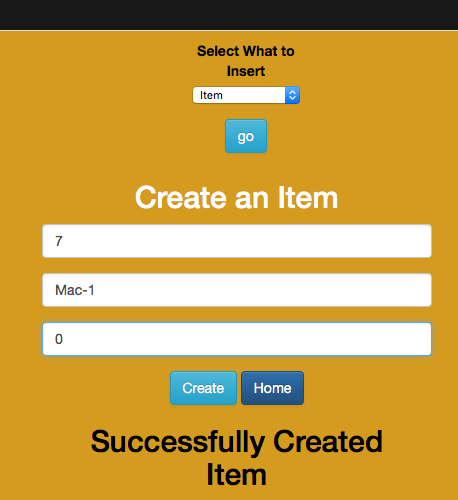 Select What to
Insert
Item
go
Create an Item
7
Mac-1
0
Create Home
Successfully Created
Item